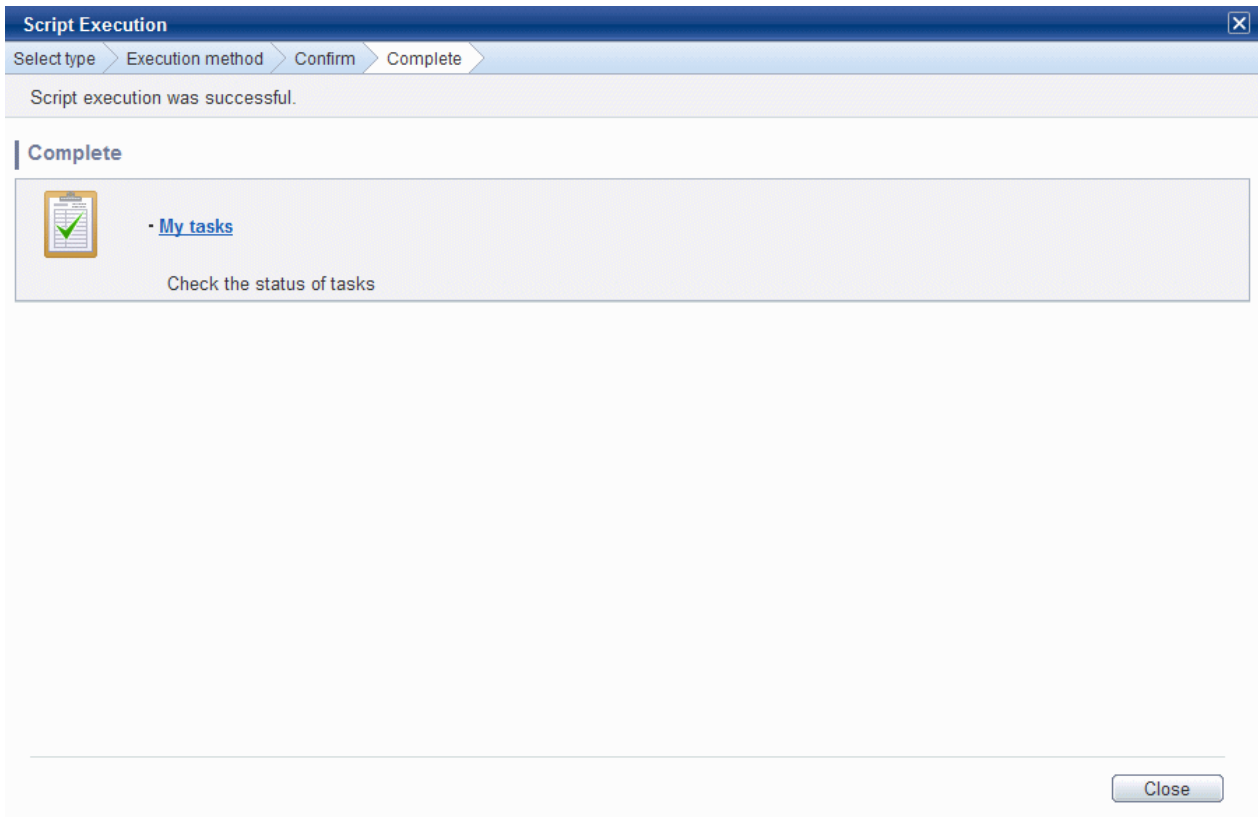 Script Execution
Select type Execution method Confirm Complete
Script execution was successful.
Complete
- My tasks
Check the status of tasks
Close